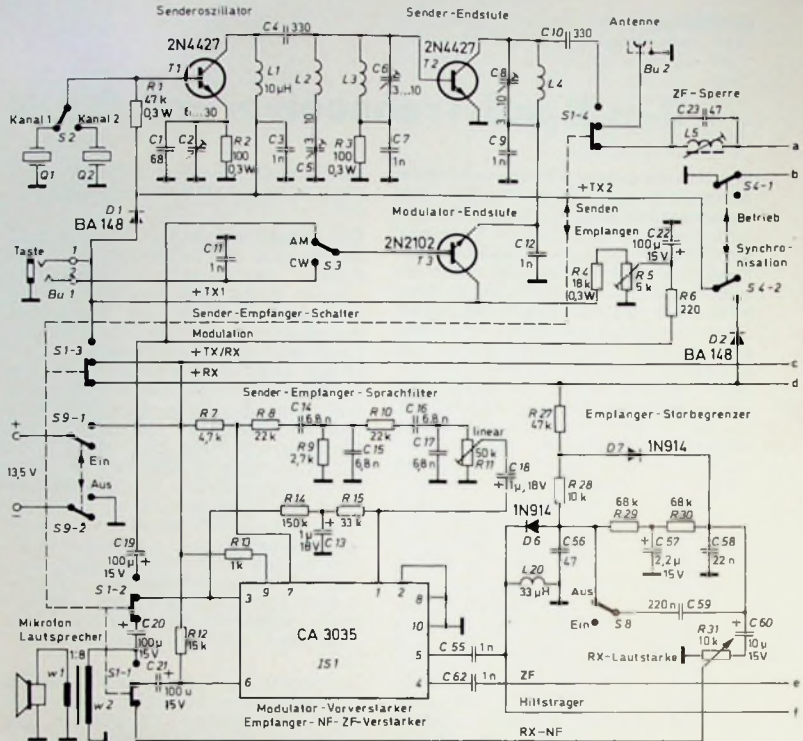 Senderoszillator
Sender-Endstufe
Antenne
C4 330
C10 330
2N4427
2N4427
T1
T2
Bu 2
R1
47k
0,3W
L1
10µH
L2
L3
C6
3...10
C8
3...10
L4
S1-4
ZF-Sperre
C23 47
L5
Kanal 1
Kanal 2
S2
Q1
Q2
6...30
C1
68
C2
R2
100
0,3W
C3
1n
3...10
C5
R3
100
0,3W
C7
1n
C9
1n
a
b
+TX2
S4-1
D1
BA 148
Modulator-Endstufe
Senden
Empfangen
Betrieb
Synchro-
nisation
Taste
1
2
Bu 1
C11
1n
AM
CW
S3
2N2102
T3
C12
1n
C22
100µ
15V
R4
18k
0,3W
R5
5k
R6
220
S4-2
+TX1
Sender-Empfänger-Schalter
Modulation
D2
BA 148
S1-3
+TX/RX
+RX
c
d
Sender-Empfänger-Sprachfilter
Empfänger-Störbegrenzer
S9-1
+
13,5 V
Ein
Aus
S9-2
R7
4,7k
R8
22k
C14
6,8n
R9
2,7k
C15
6,8n
R10
22k
C16
6,8n
C17
6,8n
linear
50k
R11
C18
1µ, 18V
R27
47k
D7
1N914
R28
10k
1N914
D6
68k
R29
68k
R30
C56
47
C57
2,2µ
15V
C58
22n
R14
150k
R15
33k
1µ
18V
C13
C19
100µ
15V
R13
1k
L20
33µH
Aus
Ein
S8
220n C59
C60
10µ
15V
R31
10k
RX-Lautstärke
S1-2
Mikrofon
Lautsprecher
C20
100µ
15V
R12
15k
9
7
1
2
3
8
10
5
6
4
CA 3035
IS1
w1
1:8
w2
S1-1
C21
100µ
15V
C55 1n
C62 1n
ZF
e
Hilfsträger
f
Modulator-Vorverstärker
Empfänger-NF-ZF-Verstärker
RX-NF